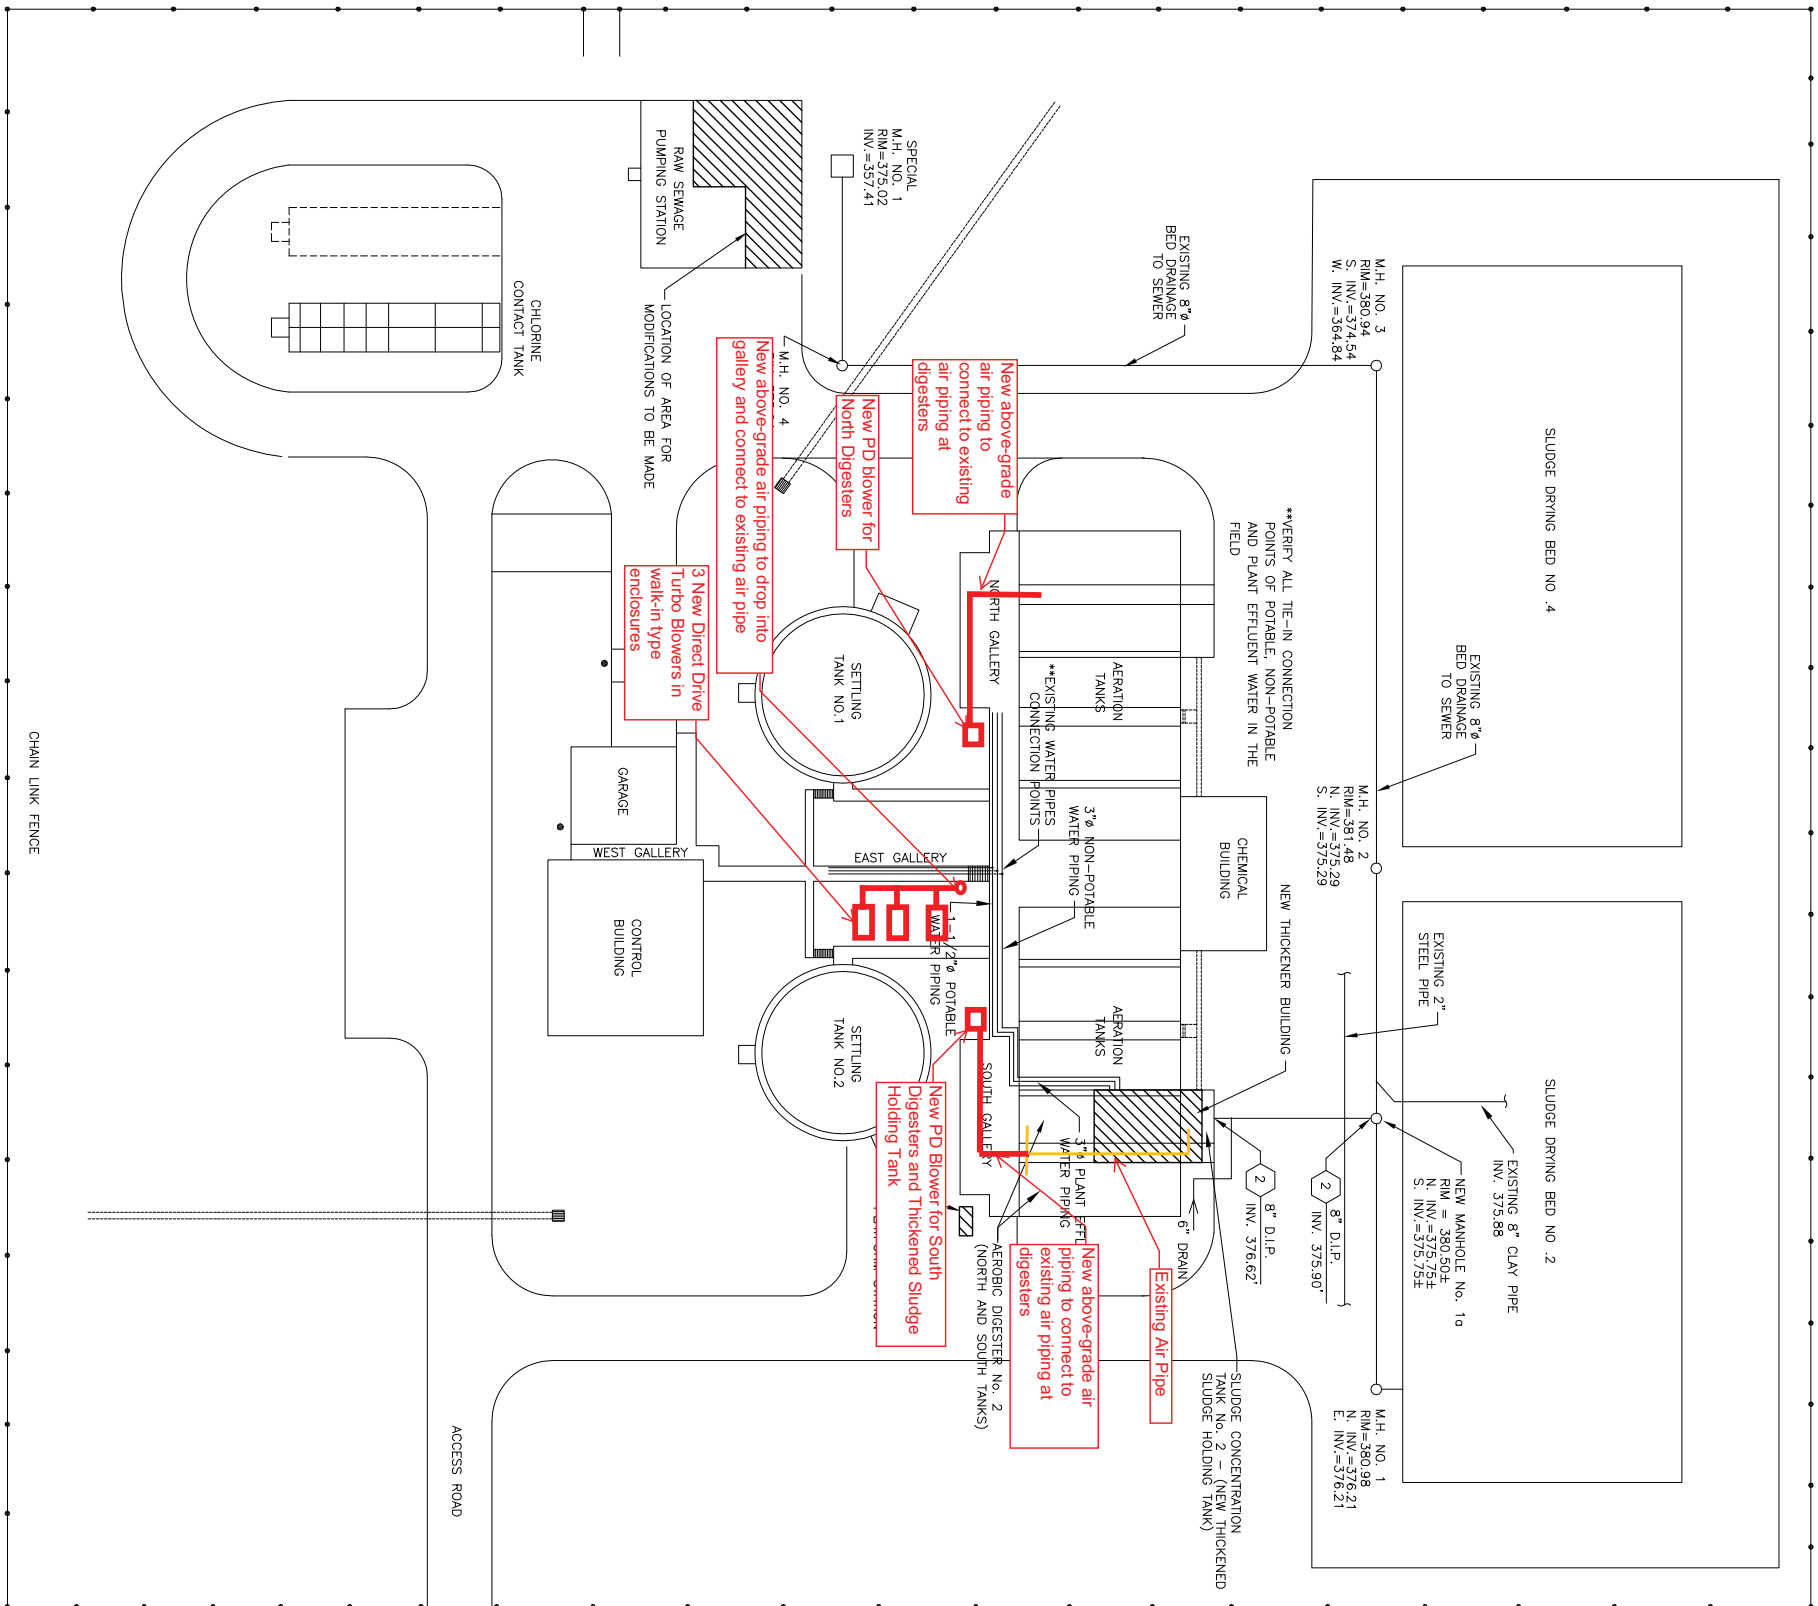 SLUDGE DRYING BED NO .4
SLUDGE DRYING BED NO .2
M.H. NO. 3
RIM=380.94
S. INV.=374.54
W. INV.=364.84
EXISTING 8"ø
BED DRAINAGE
TO SEWER
EXISTING 8"ø
BED DRAINAGE
TO SEWER
M.H. NO. 2
RIM=381.48
N. INV.=375.29
S. INV.=375.29
EXISTING 2"
STEEL PIPE
EXISTING 8" CLAY PIPE
INV. 375.88
NEW MANHOLE No. 1a
RIM = 380.50±
N. INV.=375.75±
S. INV.=375.75±
M.H. NO. 1
RIM=380.98
N. INV.=376.21
E. INV.=376.21
2
8" D.I.P.
INV. 375.90'
2
8" D.I.P.
INV. 376.62'
**VERIFY ALL TIE-IN CONNECTION
POINTS OF POTABLE, NON-POTABLE
AND PLANT EFFLUENT WATER IN THE
FIELD
NEW THICKENER BUILDING
CHEMICAL
BUILDING
SLUDGE CONCENTRATION
TANK No. 2 - (NEW THICKENED
SLUDGE HOLDING TANK)
6" DRAIN
Existing Air Pipe
AERATION
TANKS
AERATION
TANKS
3"ø NON-POTABLE
WATER PIPING
3"ø PLANT EFFL
WATER PIPING
New above-grade air
piping to connect to
existing air piping at
digesters
**EXISTING WATER PIPES
CONNECTION POINTS
New above-grade
air piping to
connect to existing
air piping at
digesters
NORTH GALLERY
SOUTH GALLERY
AEROBIC DIGESTER No. 2
(NORTH AND SOUTH TANKS)
1-1/2"ø POTABLE
WATER PIPING
SPECIAL
M.H. NO. 1
RIM=375.02
INV.=357.41
New PD blower for
North Digesters
New PD Blower for South
Digesters and Thickened Sludge
Holding Tank
EAST GALLERY
SETTLING
TANK NO.1
SETTLING
TANK NO.2
M.H. NO. 4
New above-grade air piping to drop into
gallery and connect to existing air pipe
3 New Direct Drive
Turbo Blowers in
walk-in type
enclosures
RAW SEWAGE
PUMPING STATION
LOCATION OF AREA FOR
MODIFICATIONS TO BE MADE
WEST GALLERY
GARAGE
CONTROL
BUILDING
CHLORINE
CONTACT TANK
ACCESS ROAD
CHAIN LINK FENCE